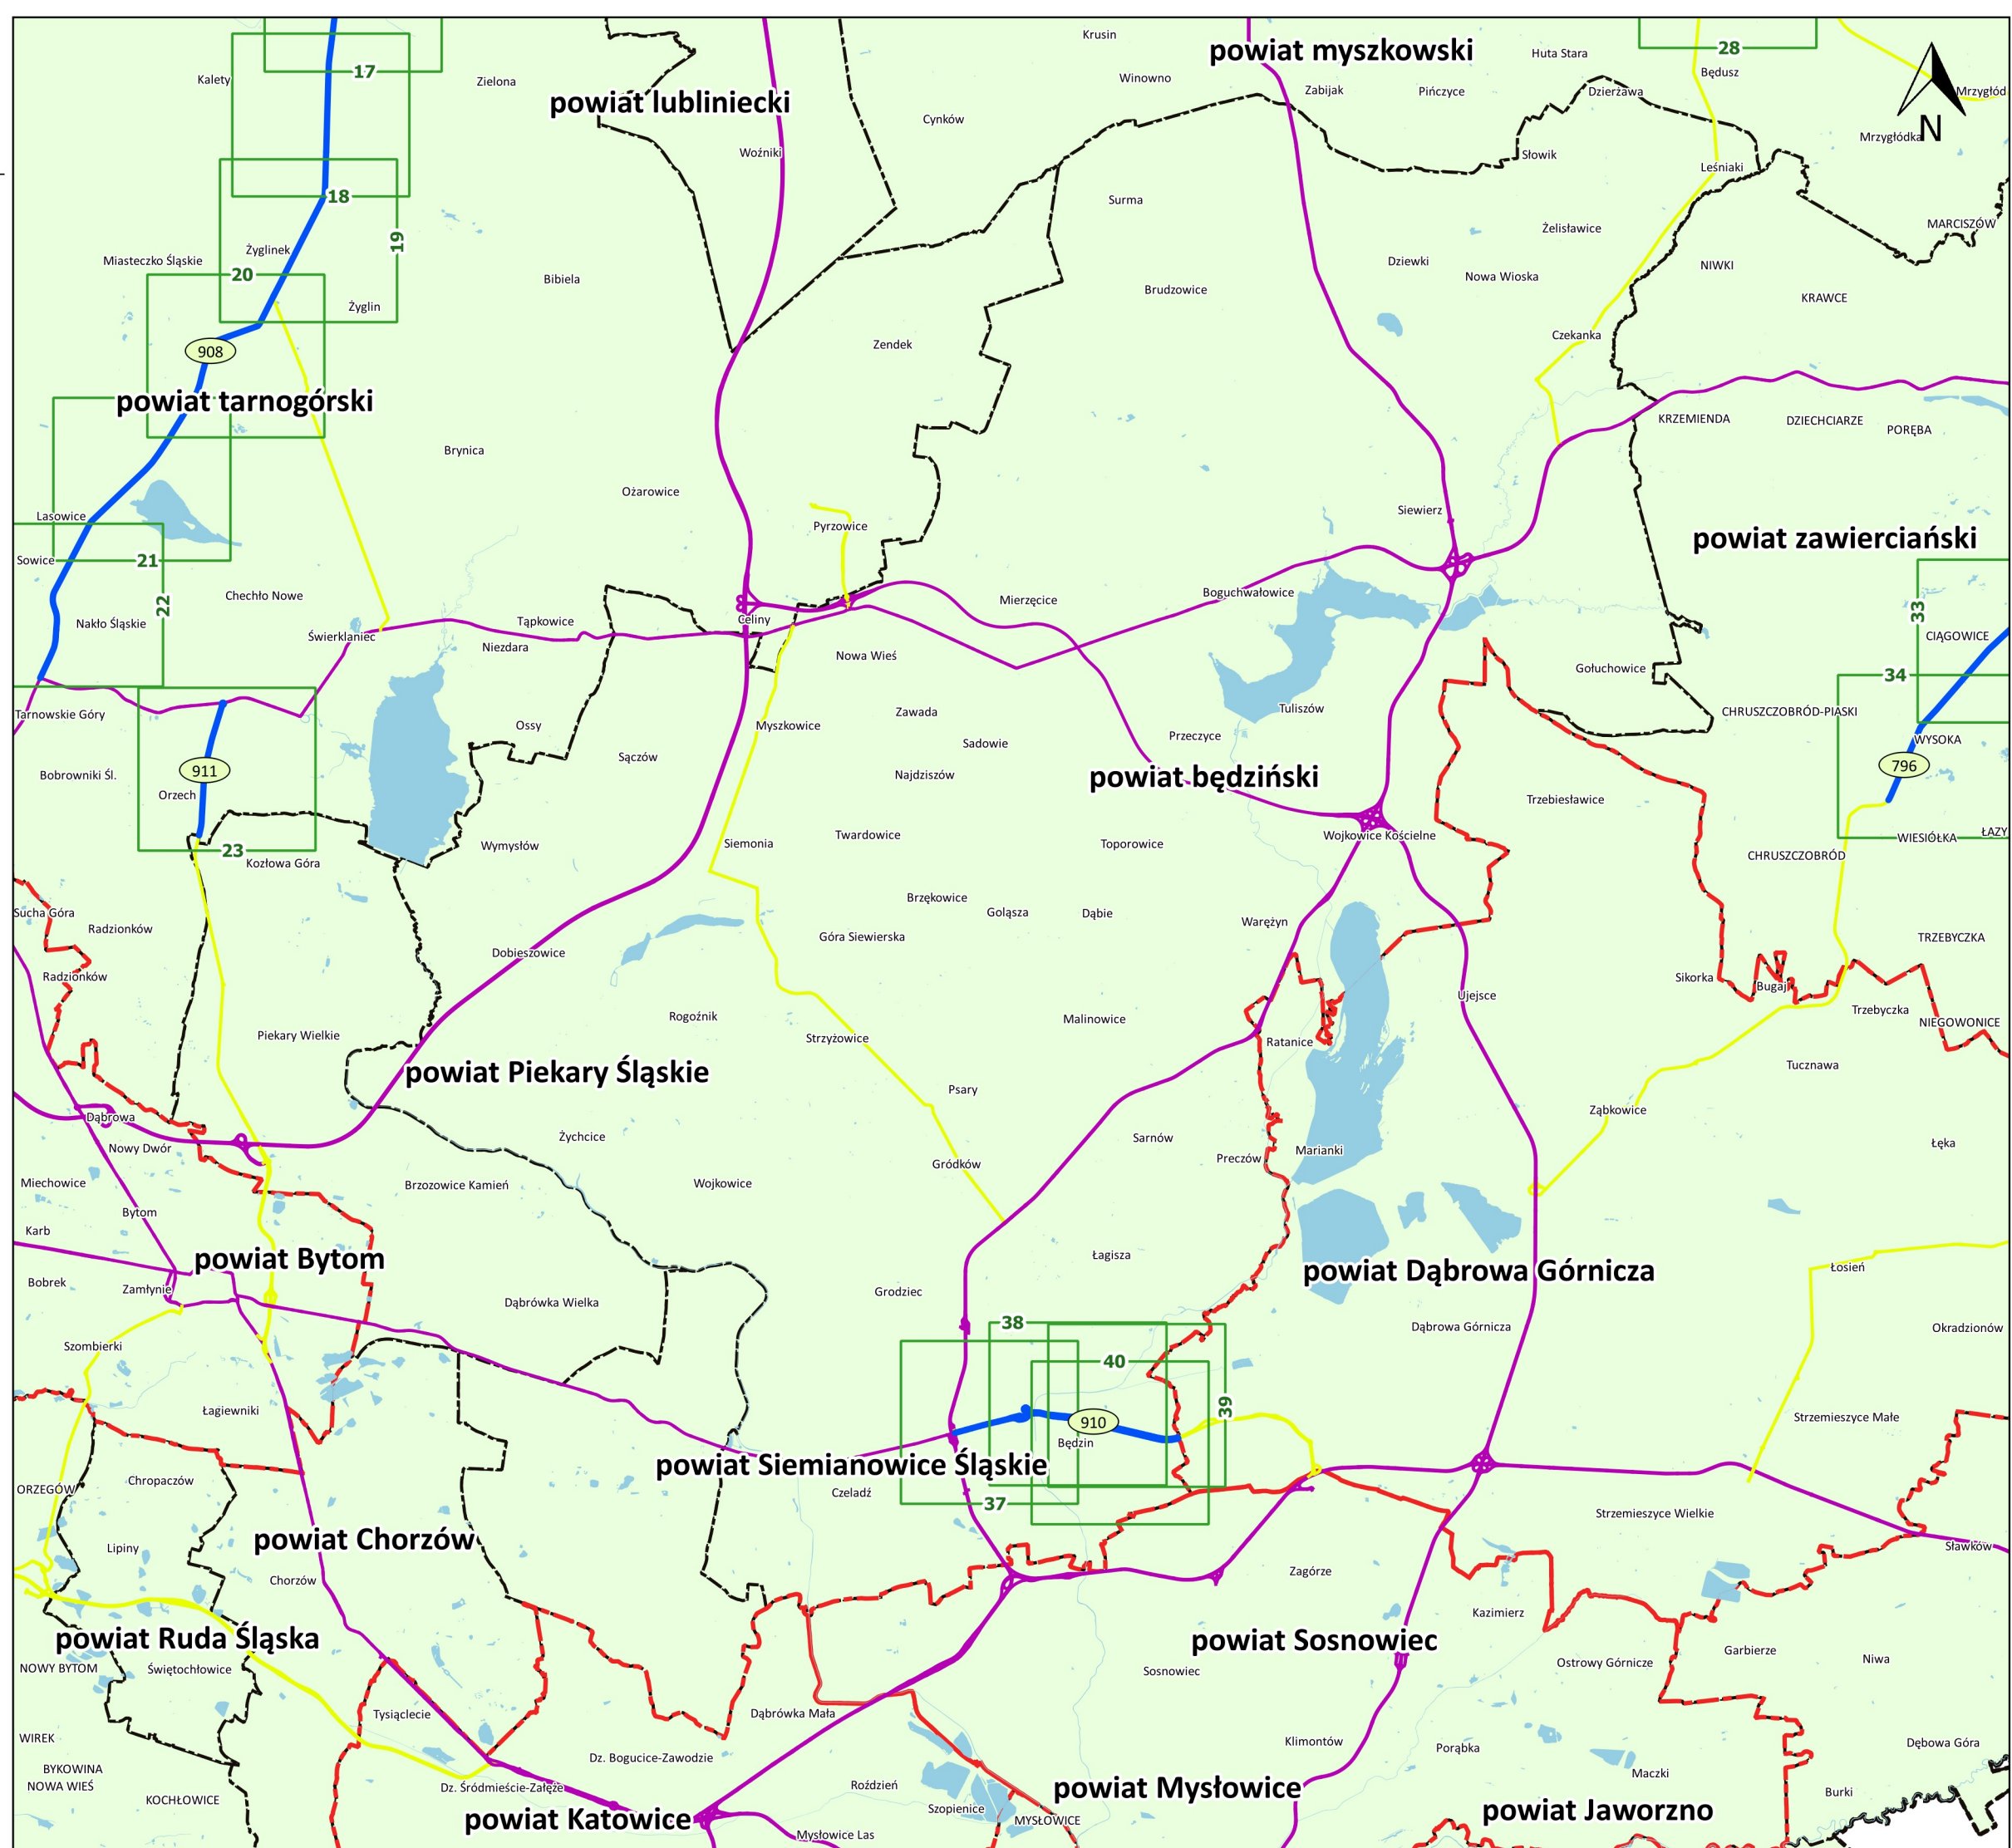 Krusin
powiat myszkowski
Huta Stara
28
17
Kalety
Zielona
Winowno
Zabijak
Pińczyce
Dzierżawa
Będusz
Mrzygłód
powiat lubliniecki
Cynków
N
Mrzygłódka
Woźniki
Słowik
Leśniaki
18
Surma
Żelisławice
MARCISZÓW
19
Żyglinek
Miasteczko Śląskie
20
Bibiela
Dziewki
Nowa Wioska
NIWKI
Brudzowice
KRAWCE
Żyglin
Czekanka
908
Zendek
powiat tarnogórski
KRZEMIENDA
DZIECHCIARZE
PORĘBA
Brynica
Ożarowice
Siewierz
Lasowice
Pyrzowice
powiat zawierciański
Sowice
21
Chechło Nowe
22
Mierzęcice
Boguchwałowice
33
Nakło Śląskie
Świerklaniec
Tąpkowice
Celiny
CIĄGOWICE
Niezdara
Nowa Wieś
Gołuchowice
34
Tarnowskie Góry
Ossy
Myszkowice
Zawada
Tuliszów
CHRUSZCZOBRÓD-PIASKI
Przeczyce
WYSOKA
Sadowie
Sączów
911
Bobrowniki Śl.
Najdziszów
powiat będziński
796
Orzech
Trzebiesławice
Twardowice
Wojkowice Kościelne
WIESIÓŁKA
ŁAZY
Siemonia
Toporowice
Wymysłów
23
Kozłowa Góra
CHRUSZCZOBRÓD
Brzękowice
Sucha Góra
Goląsza
Dąbie
Radzionków
Warężyn
Góra Siewierska
TRZEBYCZKA
Dobieszowice
Radzionków
Sikorka
Bugaj
Ujejsce
Trzebyczka
Rogoźnik
Malinowice
NIEGOWONICE
Piekary Wielkie
Strzyżowice
Ratanice
Tucznawa
powiat Piekary Śląskie
Psary
Dąbrowa
Ząbkowice
Żychcice
Sarnów
Łęka
Nowy Dwór
Gródków
Preczów
Marianki
Miechowice
Brzozowice Kamień
Wojkowice
Bytom
Karb
powiat Bytom
Łagisza
powiat Dąbrowa Górnicza
Łosień
Bobrek
Zamłynie
Grodziec
Dąbrówka Wielka
38
Dąbrowa Górnicza
Okradzionów
Szombierki
40
39
Łagiewniki
910
Strzemieszyce Małe
Będzin
powiat Siemianowice Śląskie
Chropaczów
ORZEGÓW
Czeladź
37
Strzemieszyce Wielkie
powiat Chorzów
Lipiny
Sławków
Chorzów
Zagórze
Kazimierz
powiat Ruda Śląska
powiat Sosnowiec
Garbierze
NOWY BYTOM
Świętochłowice
Sosnowiec
Ostrowy Górnicze
Niwa
Tysiąclecie
Dąbrówka Mała
WIREK
Klimontów
Porąbka
Dębowa Góra
Dz. Bogucice-Zawodzie
BYKOWINA
Maczki
NOWA WIEŚ
Dz. Śródmieście-Załęże
Roździen
powiat Mysłowice
Burki
KOCHŁOWICE
Szopienice
powiat Jaworzno
powiat Katowice
MYSŁOWICE
Mysłowice Las